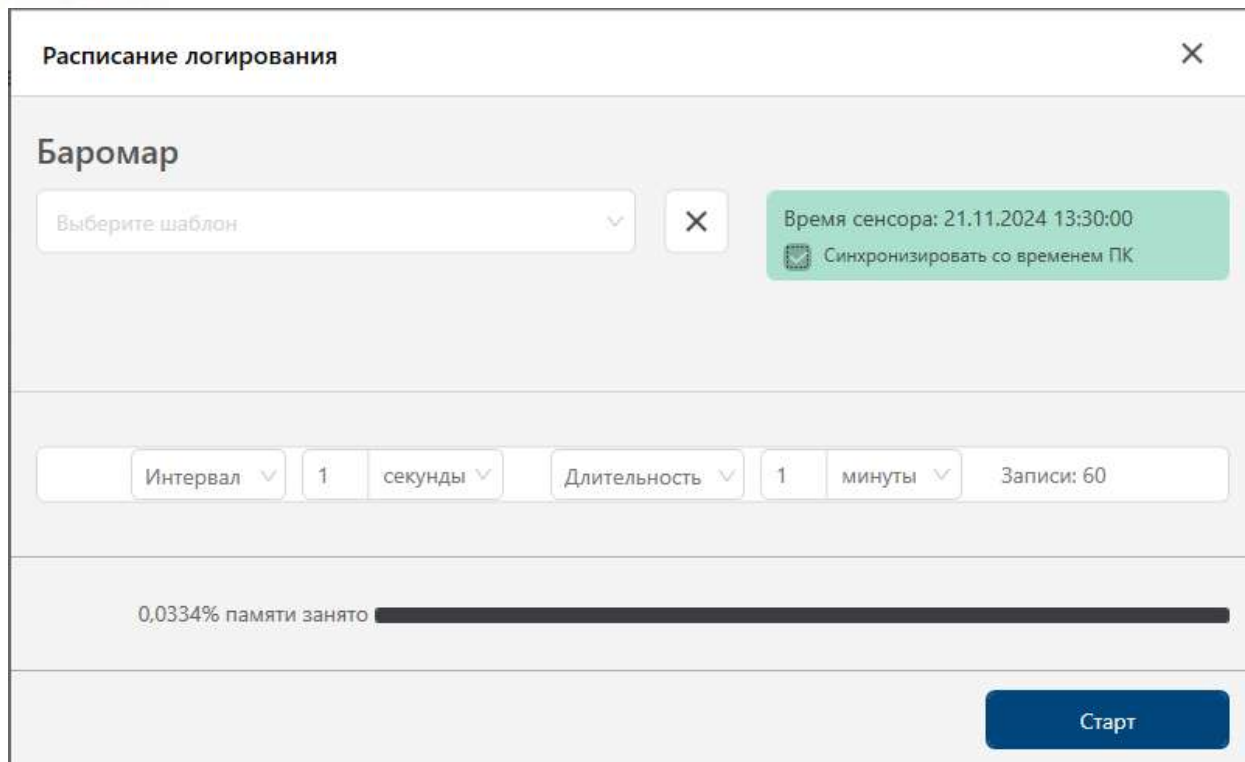 Расписание логирования
Баромар
Выберите шаблон
Время сенсора: 21.11.2024 13:30:00
Синхронизировать со временем ПК
Интервал 1 секунды Длительность 1 минуты Записи: 60
0,0334% памяти занято
Старт